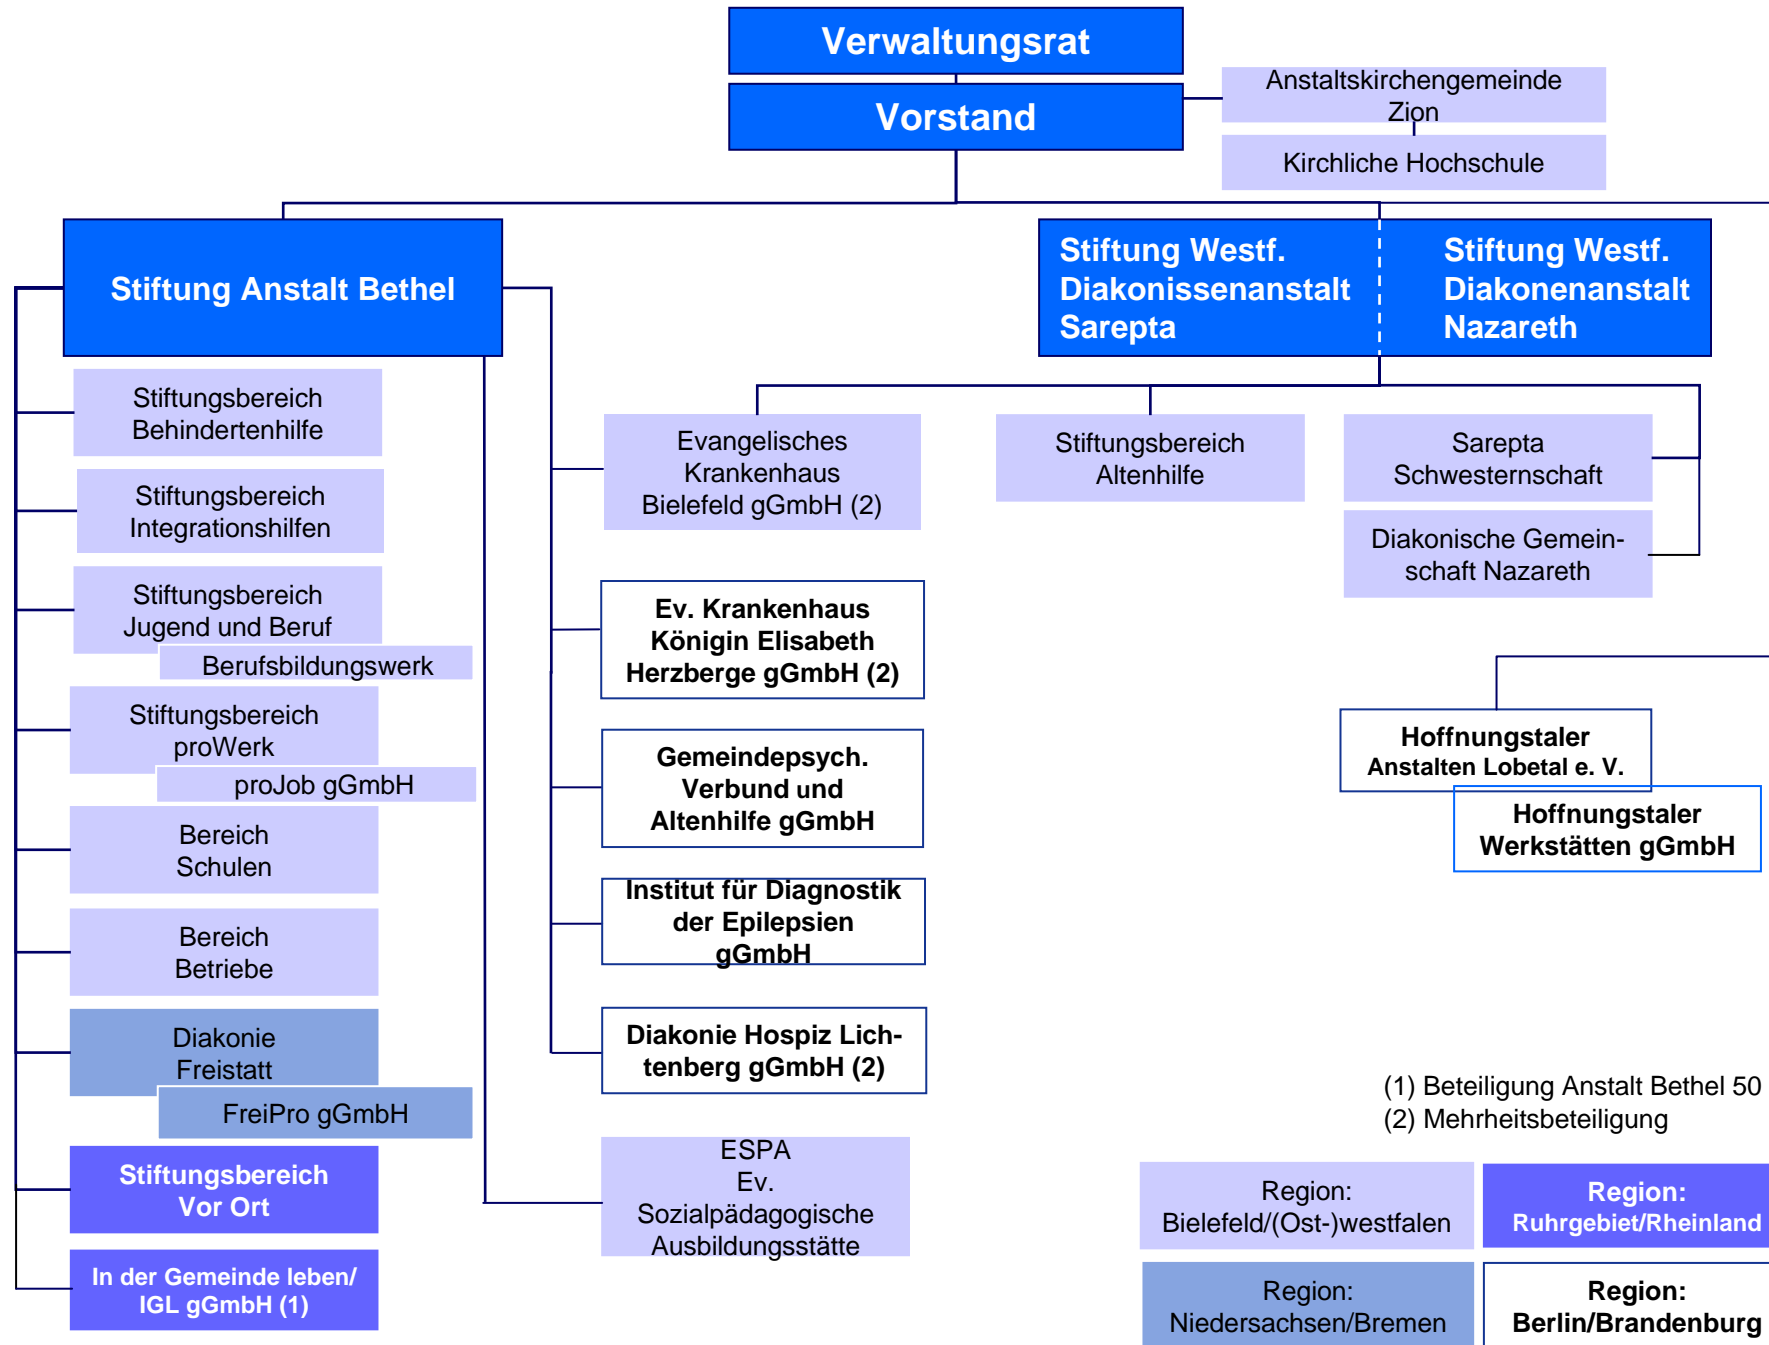 Verwaltungsrat
Vorstand
Anstaltskirchengemeinde
Zion
Kirchliche Hochschule
Stiftung Anstalt Bethel
Stiftung Westf.
Diakonissenanstalt
Sarepta
Stiftung Westf.
Diakonenanstalt
Nazareth
Stiftungsbereich
Behindertenhilfe
Stiftungsbereich
Integrationshilfen
Stiftungsbereich
Jugend und Beruf
Berufsbildungswerk
Stiftungsbereich
proWerk
proJob gGmbH
Bereich
Schulen
Bereich
Betriebe
Diakonie
Freistatt
FreiPro gGmbH
Stiftungsbereich
Vor Ort
In der Gemeinde leben/
IGL gGmbH (1)
Evangelisches
Krankenhaus
Bielefeld gGmbH (2)
Ev. Krankenhaus
Königin Elisabeth
Herzberge gGmbH (2)
Gemeindepsych.
Verbund und
Altenhilfe gGmbH
Institut für Diagnostik
der Epilepsien
gGmbH
Diakonie Hospiz Lich-
tenberg gGmbH (2)
ESPA
Ev.
Sozialpädagogische
Ausbildungsstätte
Stiftungsbereich
Altenhilfe
Sarepta
Schwesternschaft
Diakonische Gemein-
schaft Nazareth
Hoffnungstaler
Anstalten Lobetal e. V.
Hoffnungstaler
Werkstätten gGmbH
(1) Beteiligung Anstalt Bethel 50
(2) Mehrheitsbeteiligung
Region:
Bielefeld/(Ost-)westfalen
Region:
Ruhrgebiet/Rheinland
Region:
Niedersachsen/Bremen
Region:
Berlin/Brandenburg